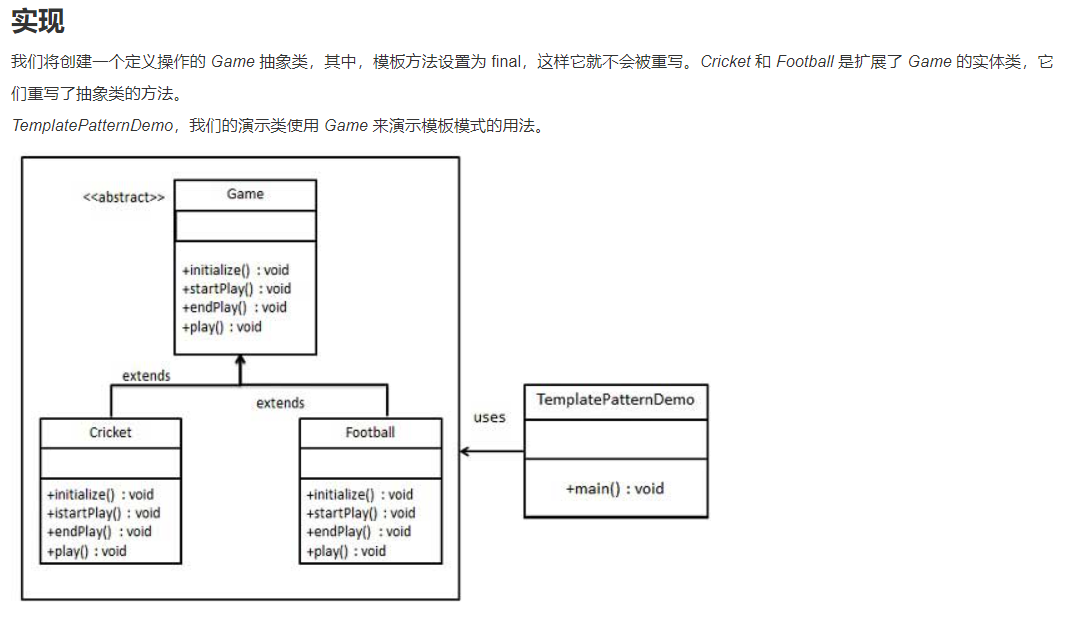 实现
我们将创建一个定义操作的 Game 抽象类，其中，模板方法设置为 final，这样它就不会被重写。Cricket 和 Football 是扩展了 Game 的实体类，它
们重写了抽象类的方法。
TemplatePatternDemo，我们的演示类使用 Game 来演示模板模式的用法。
<<abstract>>
Game
+initialize() : void
+startPlay() : void
+endPlay() : void
+play() : void
extends
extends
Cricket
+initialize() : void
+istartPlay() : void
+endPlay() : void
+play() : void
Football
+initialize() : void
+startPlay() : void
+endPlay() : void
+play() : void
uses
TemplatePatternDemo
+main() : void